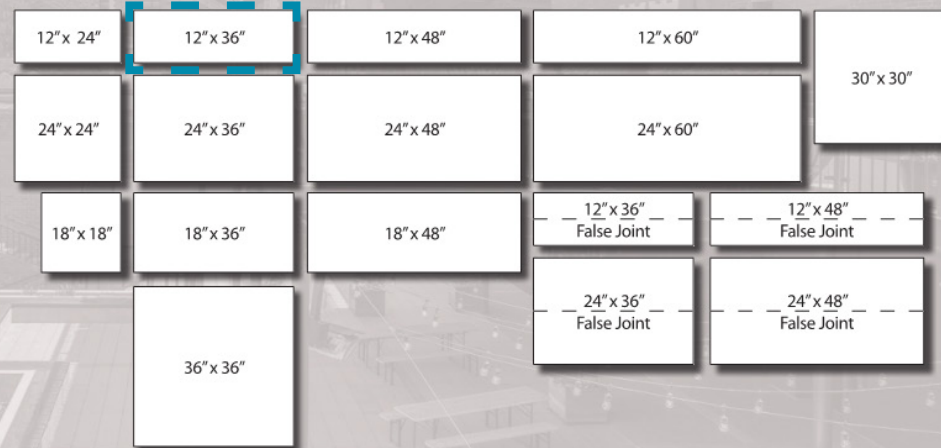 12" x 24"
12" x 36"
12" x 48"
12" x 60"
30" x 30"
24" x 24"
24" x 36"
24" x 48"
24" x 60"
18" x 18"
18" x 36"
18" x 48"
12" x 36"
False Joint
12" x 48"
False Joint
24" x 36"
False Joint
24" x 48"
False Joint
36" x 36"